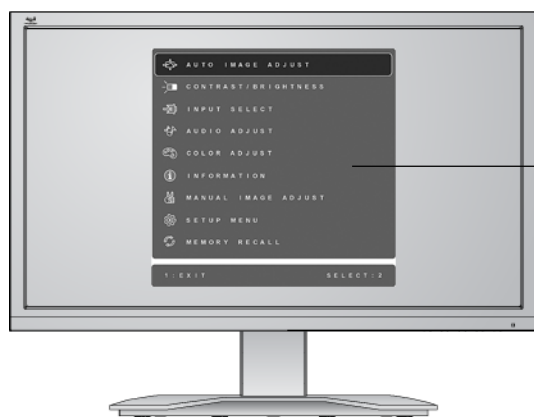 AUTO IMAGE ADJUST
CONTRAST/BRIGHTNESS
INPUT SELECT
AUDIO ADJUST
COLOR ADJUST
INFORMATION
MANUAL IMAGE ADJUST
SETUP MENU
MEMORY RECALL
1:EXIT SELECT:2